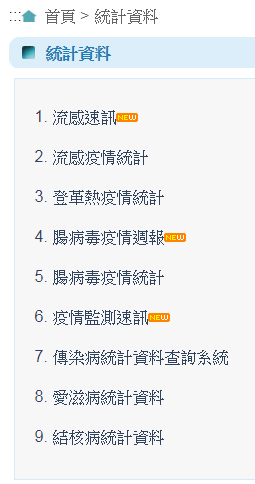 ::: 首頁 > 統計資料
統計資料
1. 流感速訊NEW
2. 流感疫情統計
3. 登革熱疫情統計
4. 腸病毒疫情週報NEW
5. 腸病毒疫情統計
6. 疫情監測速訊NEW
7. 傳染病統計資料查詢系統
8. 愛滋病統計資料
9. 結核病統計資料